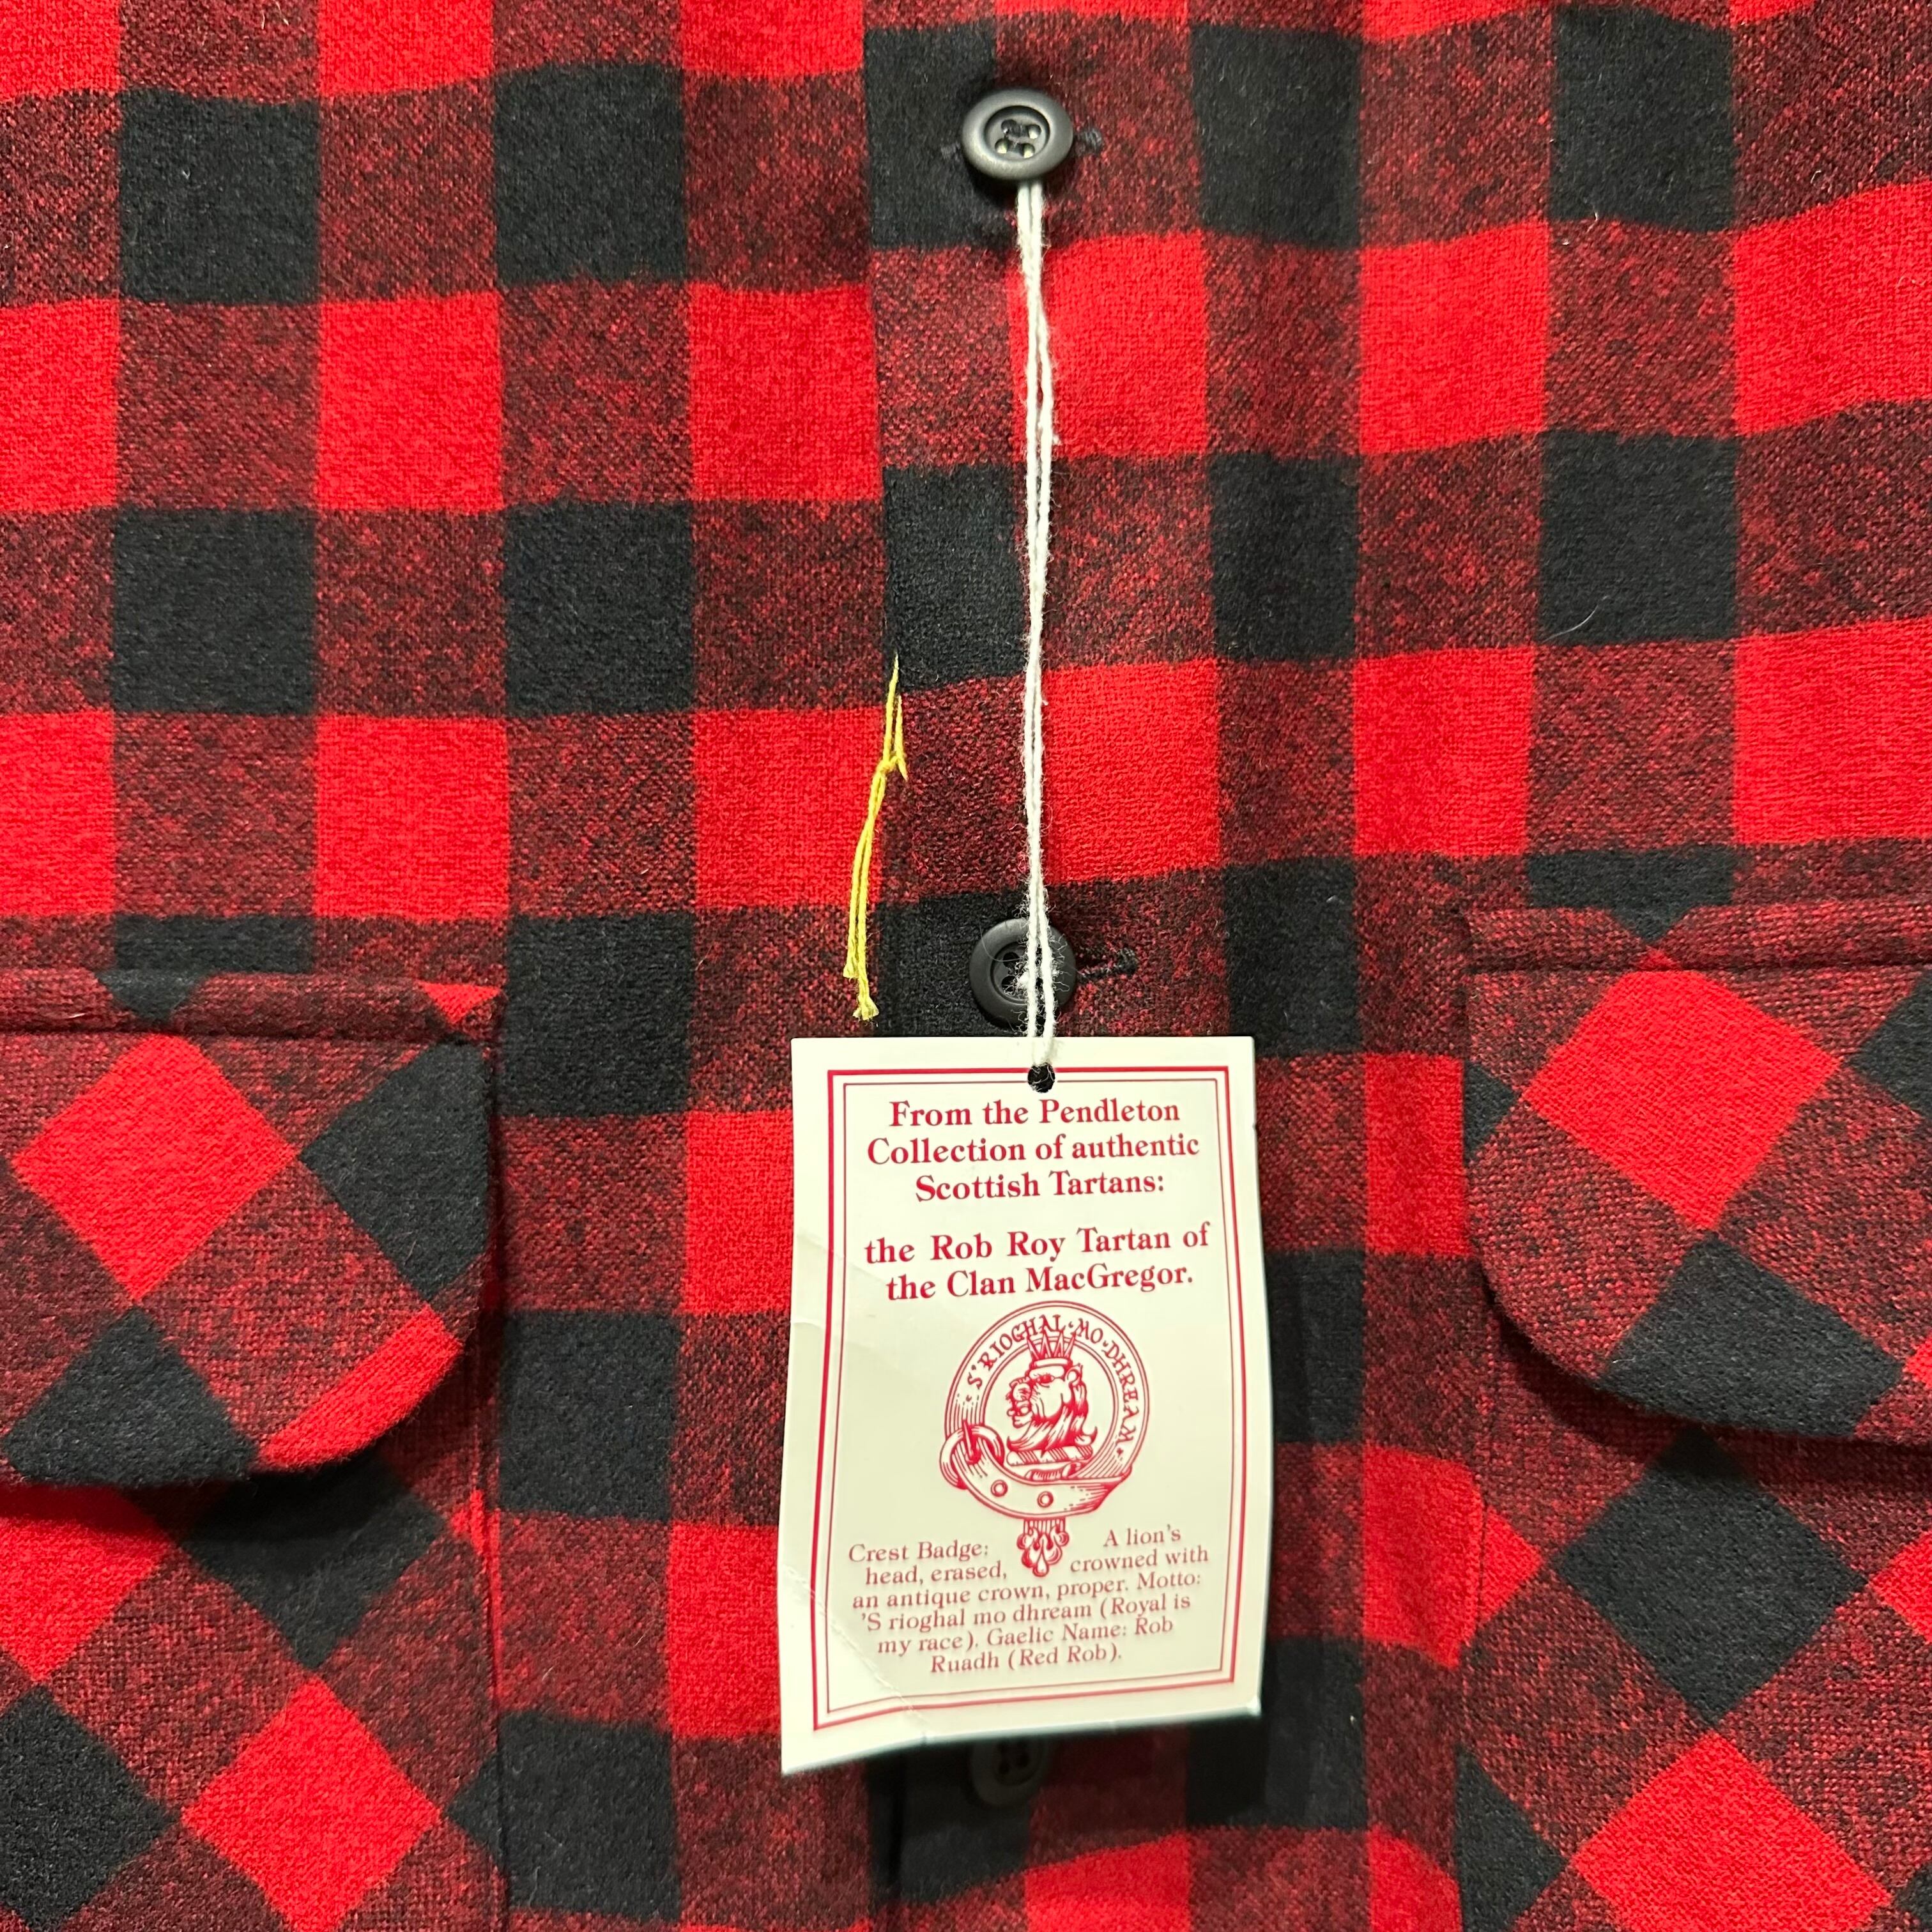 From the Pendleton
Collection of authentic
Scottish Tartans:
the Rob Roy Tartan of
the Clan MacGregor.
S'RIOGHAL·MO·DHREAM·
Crest Badge: A lion's
head, erased, crowned with
an antique crown, proper. Motto:
'S rioghal mo dhream (Royal is
my race). Gaelic Name: Rob
Ruadh (Red Rob).